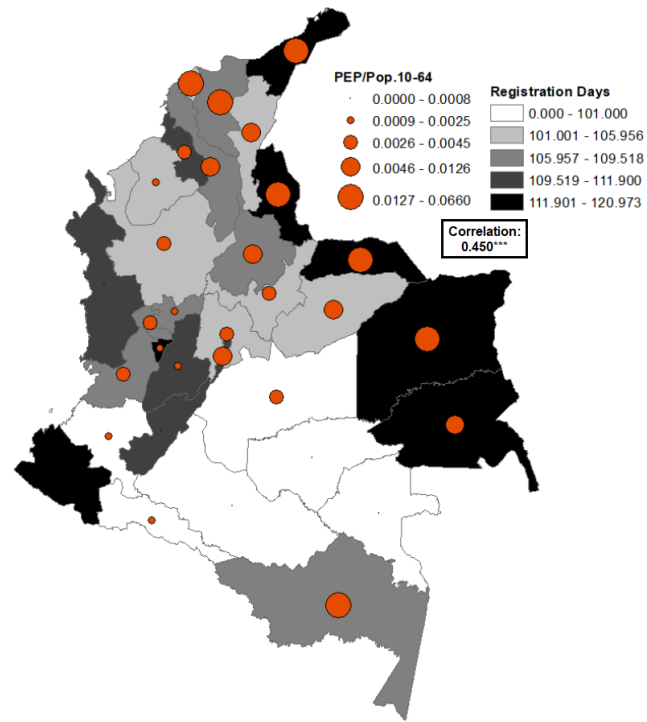 PEP/Pop.10-64
0.0000 - 0.0008
0.0009 - 0.0025
0.0026 - 0.0045
0.0046 - 0.0126
0.0127 - 0.0660
Registration Days
0.000 - 101.000
101.001 - 105.956
105.957 - 109.518
109.519 - 111.900
111.901 - 120.973
Correlation:
0.450***